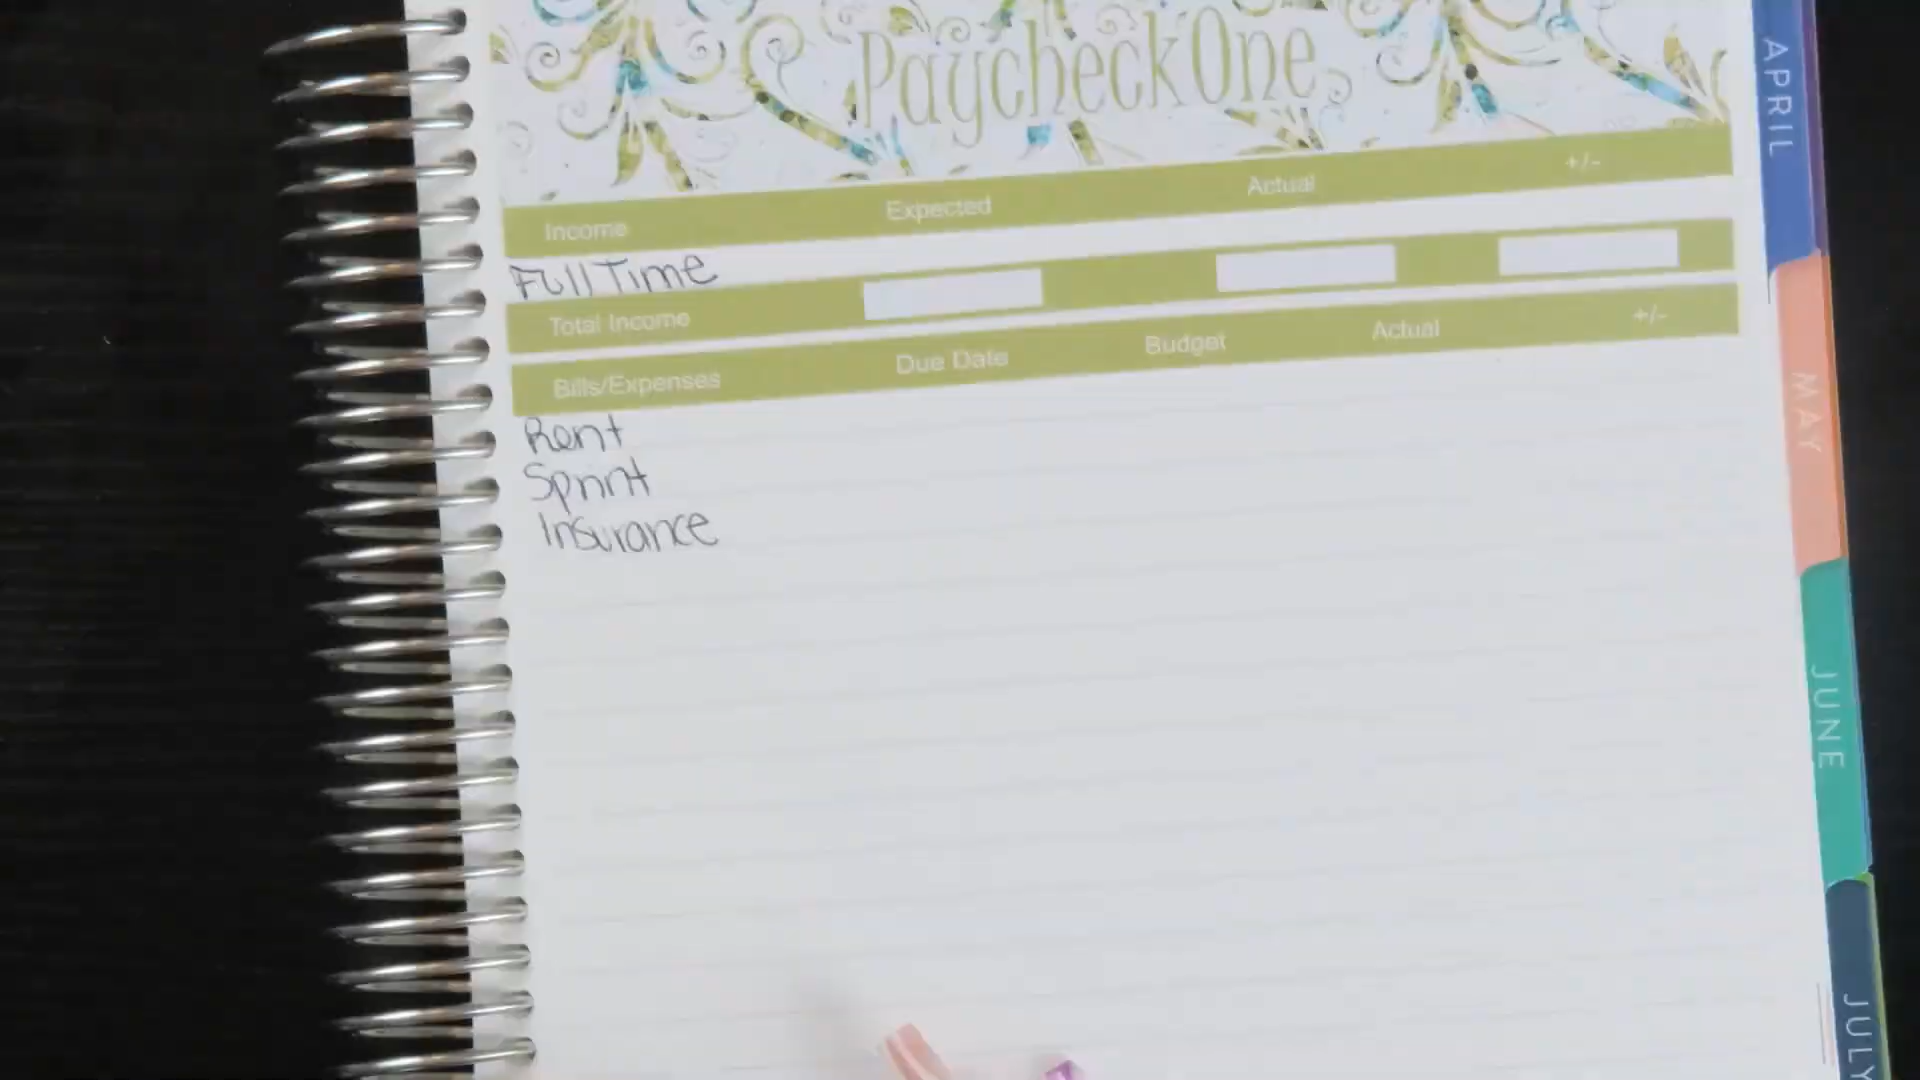 Paycheck One
Income Expected Actual +/-
Full Time
Total Income
Bills/Expenses Due Date Budget Actual +/-
Rent
Sprint
Insurance
APRIL
MAY
JUNE
JULY